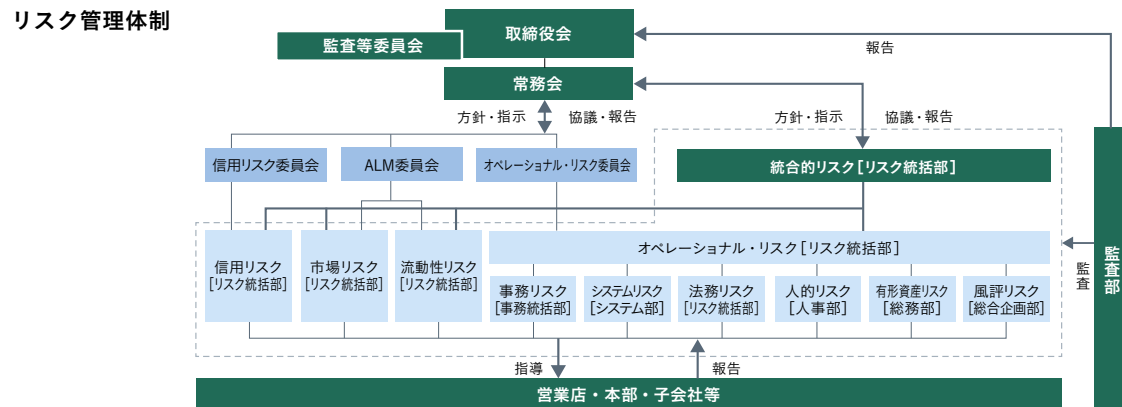 リスク管理体制
取締役会
監査等委員会
報告
常務会
方針・指示
協議・報告
方針・指示
協議・報告
信用リスク委員会
ALM委員会
オペレーショナル・リスク委員会
統合的リスク[リスク統括部]
信用リスク
[リスク統括部]
市場リスク
[リスク統括部]
流動性リスク
[リスク統括部]
オペレーショナル・リスク[リスク統括部]
事務リスク
[事務統括部]
システムリスク
[システム部]
法務リスク
[リスク統括部]
人的リスク
[人事部]
有形資産リスク
[総務部]
風評リスク
[総合企画部]
監査
監査部
指導
報告
営業店・本部・子会社等